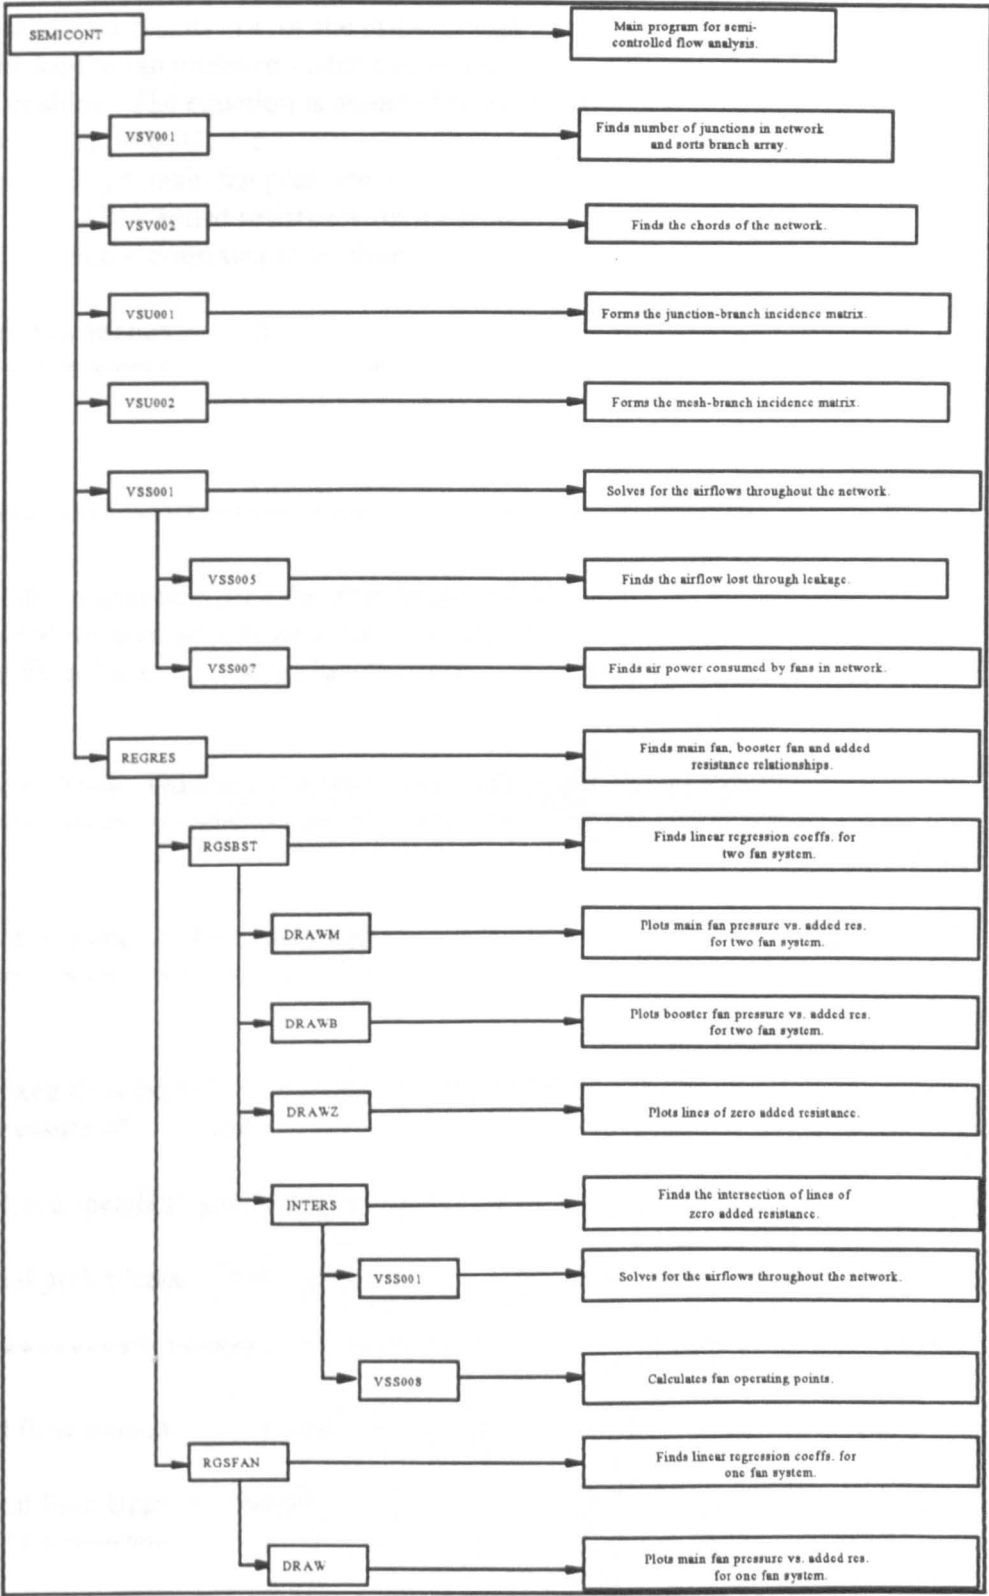 SEMICONT
Main program for semi-
controlled flow analysis.
VSV001
Finds number of junctions in network
and sorts branch array.
VSV002
Finds the chords of the network.
VSU001
Forms the junction-branch incidence matrix.
VSU002
Forms the mesh-branch incidence matrix.
VSS001
Solves for the airflows throughout the network.
VSS005
Finds the airflow lost through leakage.
VSS007
Finds air power consumed by fans in network.
REGRES
Finds main fan, booster fan and added
resistance relationships.
RGSBST
Finds linear regression coeffs. for
two fan system.
DRAWM
Plots main fan pressure vs. added res.
for two fan system.
DRAWB
Plots booster fan pressure vs. added res.
for two fan system.
DRAWZ
Plots lines of zero added resistance.
INTERS
Finds the intersection of lines of
zero added resistance.
VSS001
Solves for the airflows throughout the network.
VSS008
Calculates fan operating points.
RGSFAN
Finds linear regression coeffs. for
one fan system.
DRAW
Plots main fan pressure vs. added res.
for one fan system.